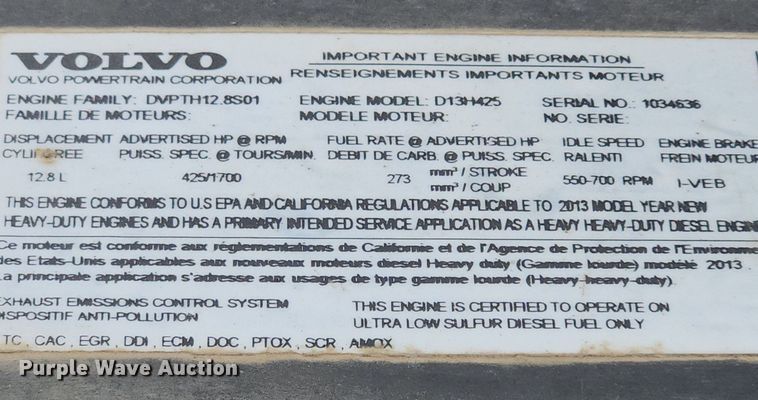 VOLVO
VOLVO POWERTRAIN CORPORATION
IMPORTANT ENGINE INFORMATION
RENSEIGNEMENTS IMPORTANTS MOTEUR
ENGINE FAMILY: DVPTH12.8S01 ENGINE MODEL: D13H425 SERIAL NO.: 1034636
FAMILLE DE MOTEURS: MODELE MOTEUR: NO. SERIE:
DISPLACEMENT ADVERTISED HP @ RPM FUEL RATE @ ADVERTISED HP IDLE SPEED ENGINE BRAKE
CYLINDREE PUISS. SPEC. @ TOURS/MIN. DEBIT DE CARB. @ PUISS. SPEC. RALENTI FREIN MOTEUR
12.8 L 425/1700 273 mm³ / STROKE 550-700 RPM I-VEB
mm³ / COUP
THIS ENGINE CONFORMS TO U.S EPA AND CALIFORNIA REGULATIONS APPLICABLE TO 2013 MODEL YEAR NEW
HEAVY-DUTY ENGINES AND HAS A PRIMARY INTENDED SERVICE APPLICATION AS A HEAVY HEAVY-DUTY DIESEL ENGIN
Ce moteur est conforme aux réglementations de Californie et de l'Agence de Protection de l'Environne
des Etats-Unis applicables aux nouveaux moteurs diesel Heavy duty (Gamme lourde) modèle 2013.
La principale application s'adresse aux usages de type gamme lourde (Heavy-heavy-duty).
EXHAUST EMISSIONS CONTROL SYSTEM THIS ENGINE IS CERTIFIED TO OPERATE ON
DISPOSITIF ANTI-POLLUTION ULTRA LOW SULFUR DIESEL FUEL ONLY
TC, CAC, EGR, DDI, ECM, DOC, PTOX, SCR, AMOX
Purple Wave Auction